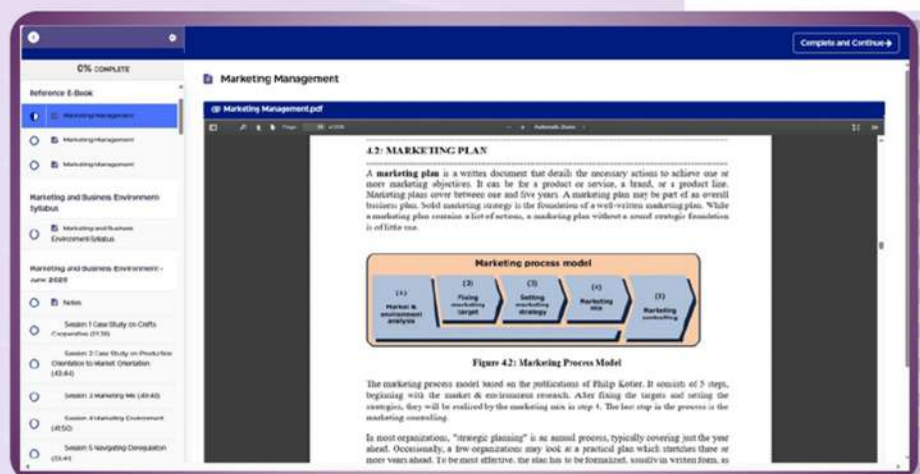 Complete and Continue→
0% COMPLETE
Reference E-Book
Marketing Management
Marketing Management
Marketing Management
Marketing and Business Environment-
Syllabus
Marketing and Business
Environment-Syllabus
Marketing and Business Environment -
June 2020
Notes
Session 1 Case Study on Crafts
Cooperative
Session 2 Case Study on Production
Orientation to Market Orientation
Session 3 Marketing Mix
Session 4 Marketing Environment
Session 5 Navigating Deregulation
Marketing Management
Marketing Management.pdf
Page:
Automatic Zoom
4.2: MARKETING PLAN
A marketing plan is a written document that details the necessary actions to achieve one or
more marketing objectives. It can be for a product or service, a brand, or a product line.
Marketing plans cover between one and five years. A marketing plan may be part of an overall
business plan. Solid marketing strategy is the foundation of a well-written marketing plan. While
a marketing plan contains a list of actions, a marketing plan without a sound strategic foundation
is of little use.
Marketing process model
(1)
Market &
environment
analysis
(2)
Fixing
marketing
target
(3)
Setting
marketing
strategy
(4)
Marketing
mix
(5)
Marketing
controlling
Figure 4.2: Marketing Process Model
The marketing process model based on the publications of Philip Kotler. It consists of 5 steps,
beginning with the market & environment research. After fixing the targets and setting the
strategies, they will be realized by the marketing mix in step 4. The last step in the process is the
marketing controlling.
In most organizations, "strategic planning" is an annual process, typically covering just the year
ahead. Occasionally, a few organizations may look at a practical plan which stretches three or
more years ahead. To be most effective, the plan has to be formalized, usually in written form, as